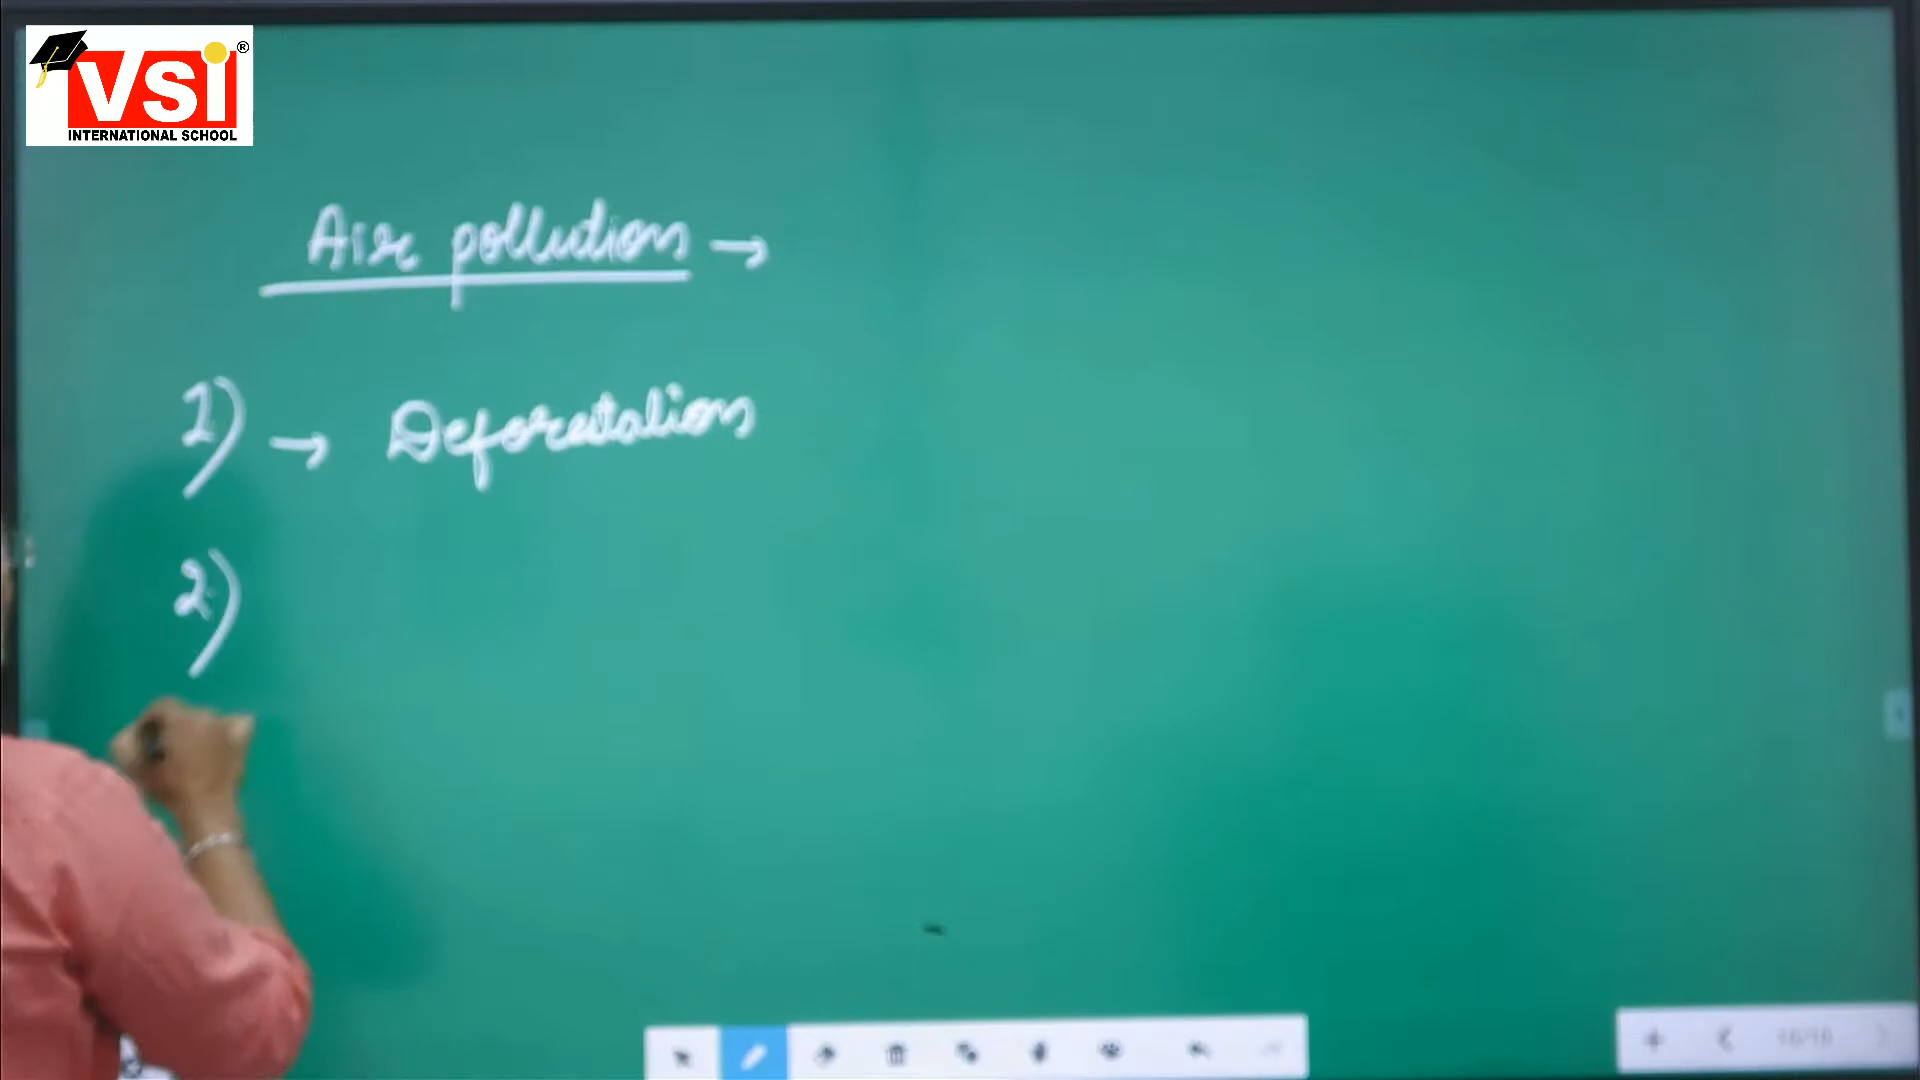 VSI ®
INTERNATIONAL SCHOOL
Air pollution →
1) → Deforestation
2)